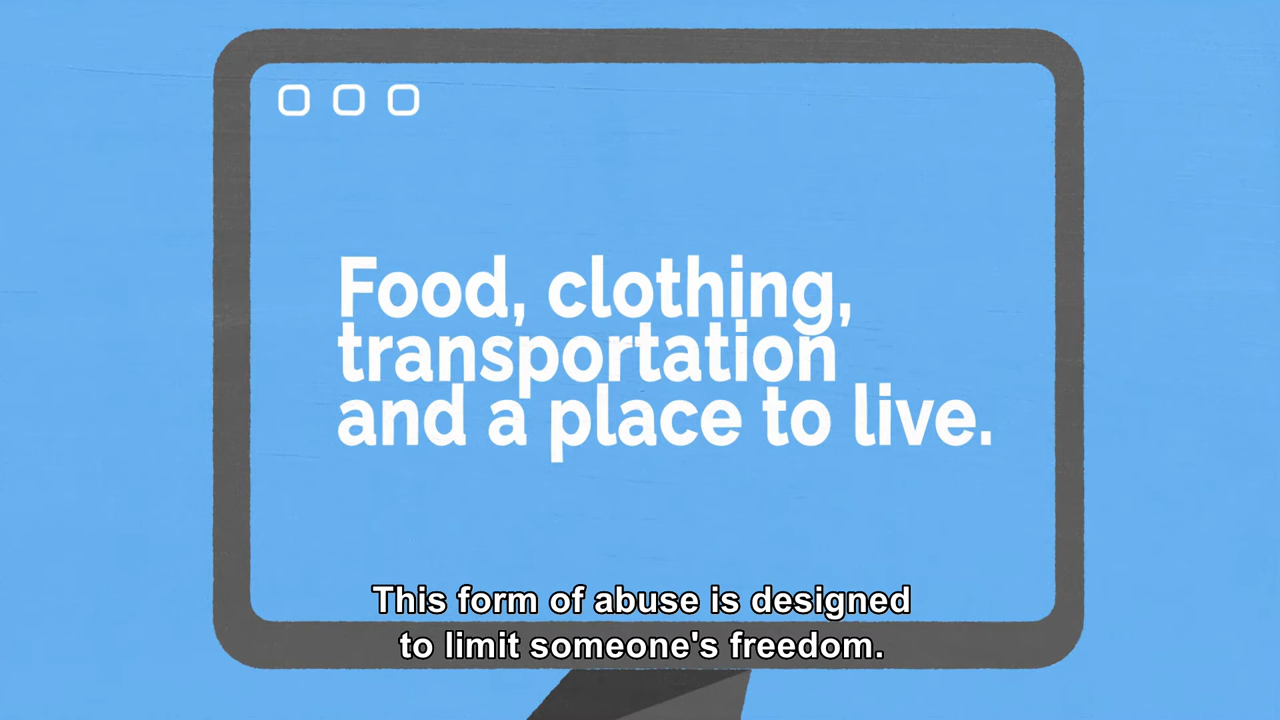 Food, clothing,
transportation
and a place to live.
This form of abuse is designed
to limit someone's freedom.